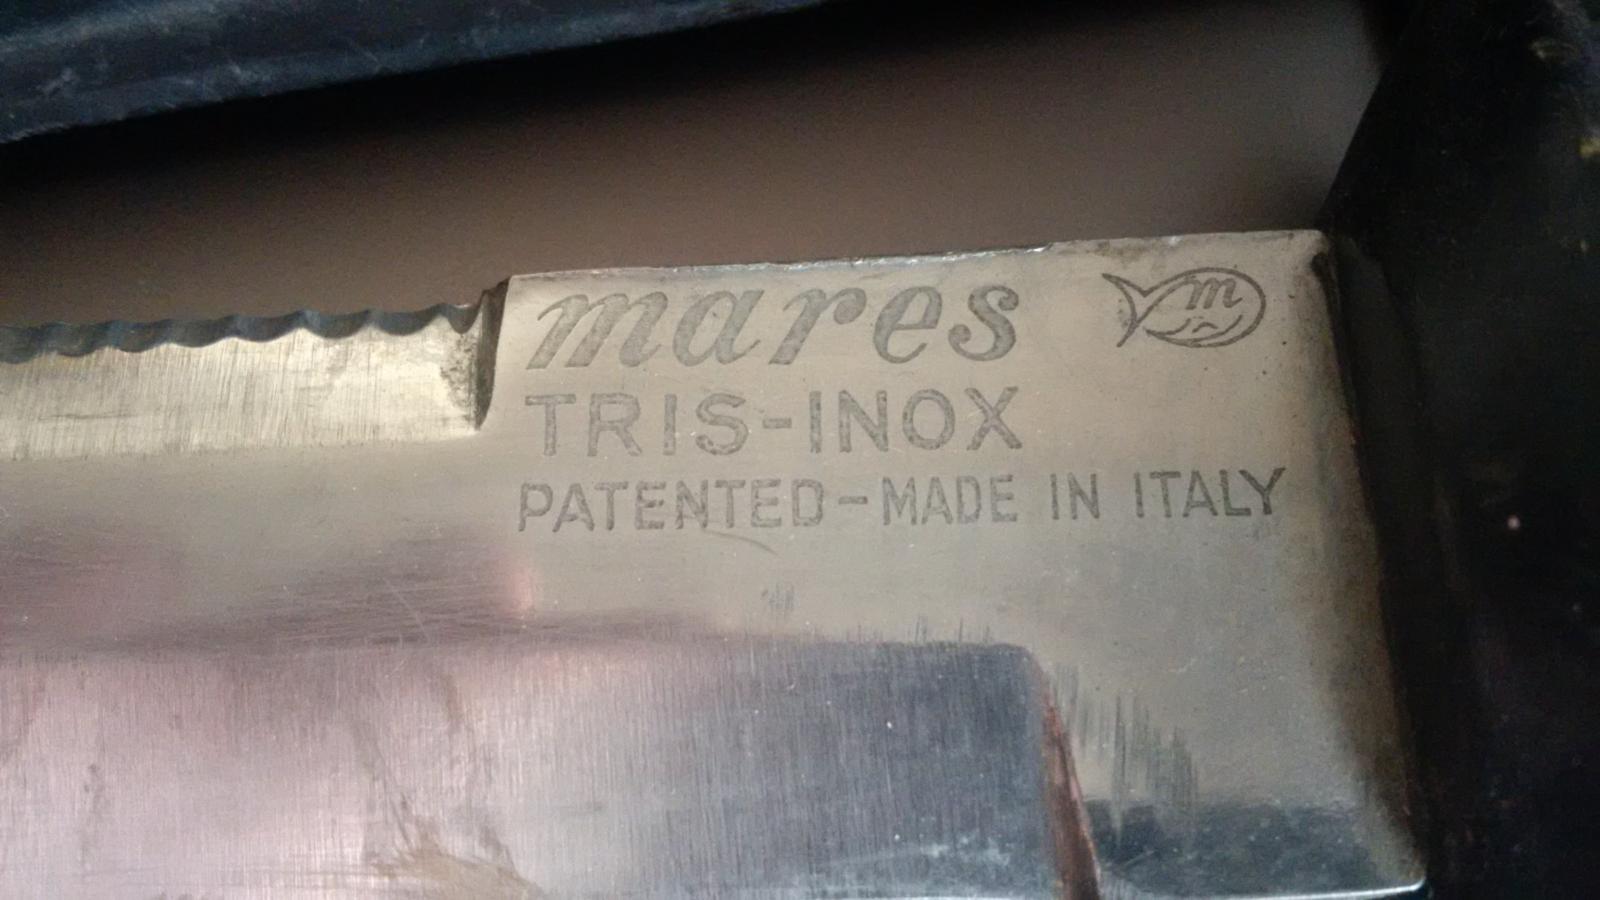 mares m
TRIS-INOX
PATENTED-MADE IN ITALY